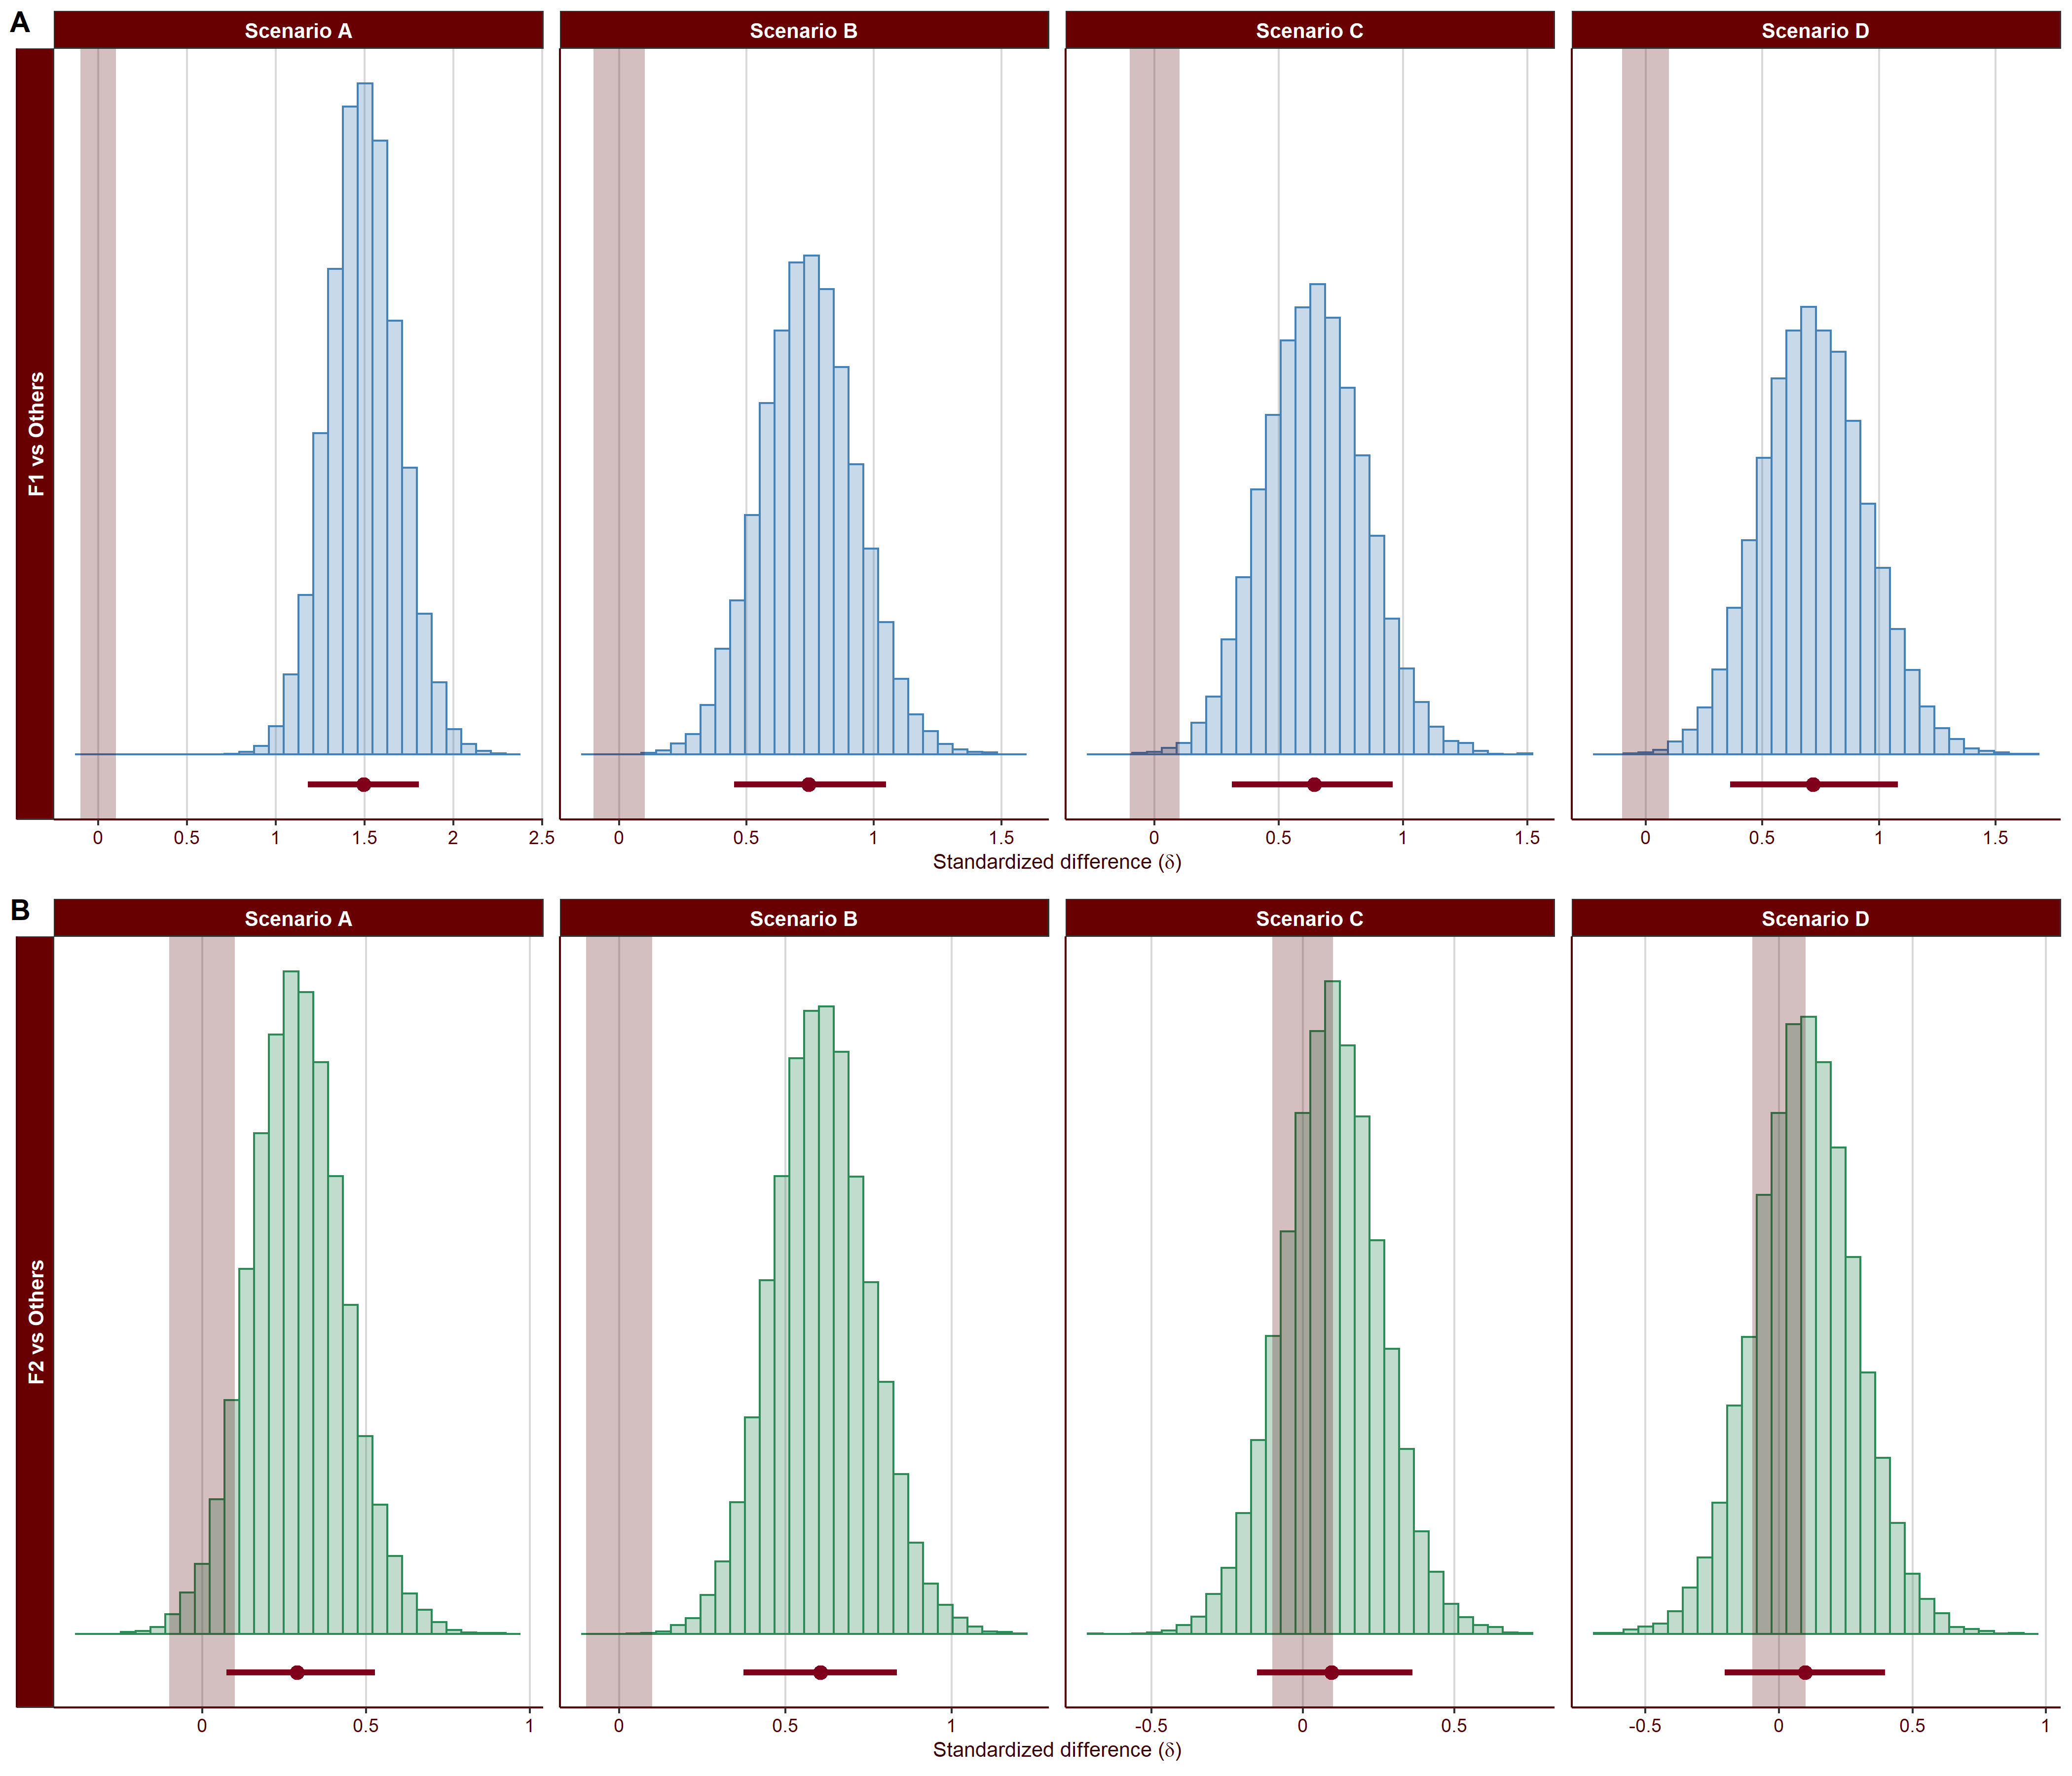 A
Scenario A
Scenario B
Scenario C
Scenario D
F1 vs Others
0 0.5 1 1.5 2 2.5
0 0.5 1 1.5
0 0.5 1 1.5
0 0.5 1 1.5
Standardized difference (δ)
B
Scenario A
Scenario B
Scenario C
Scenario D
F2 vs Others
0 0.5 1
0 0.5 1
-0.5 0 0.5
-0.5 0 0.5 1
Standardized difference (δ)